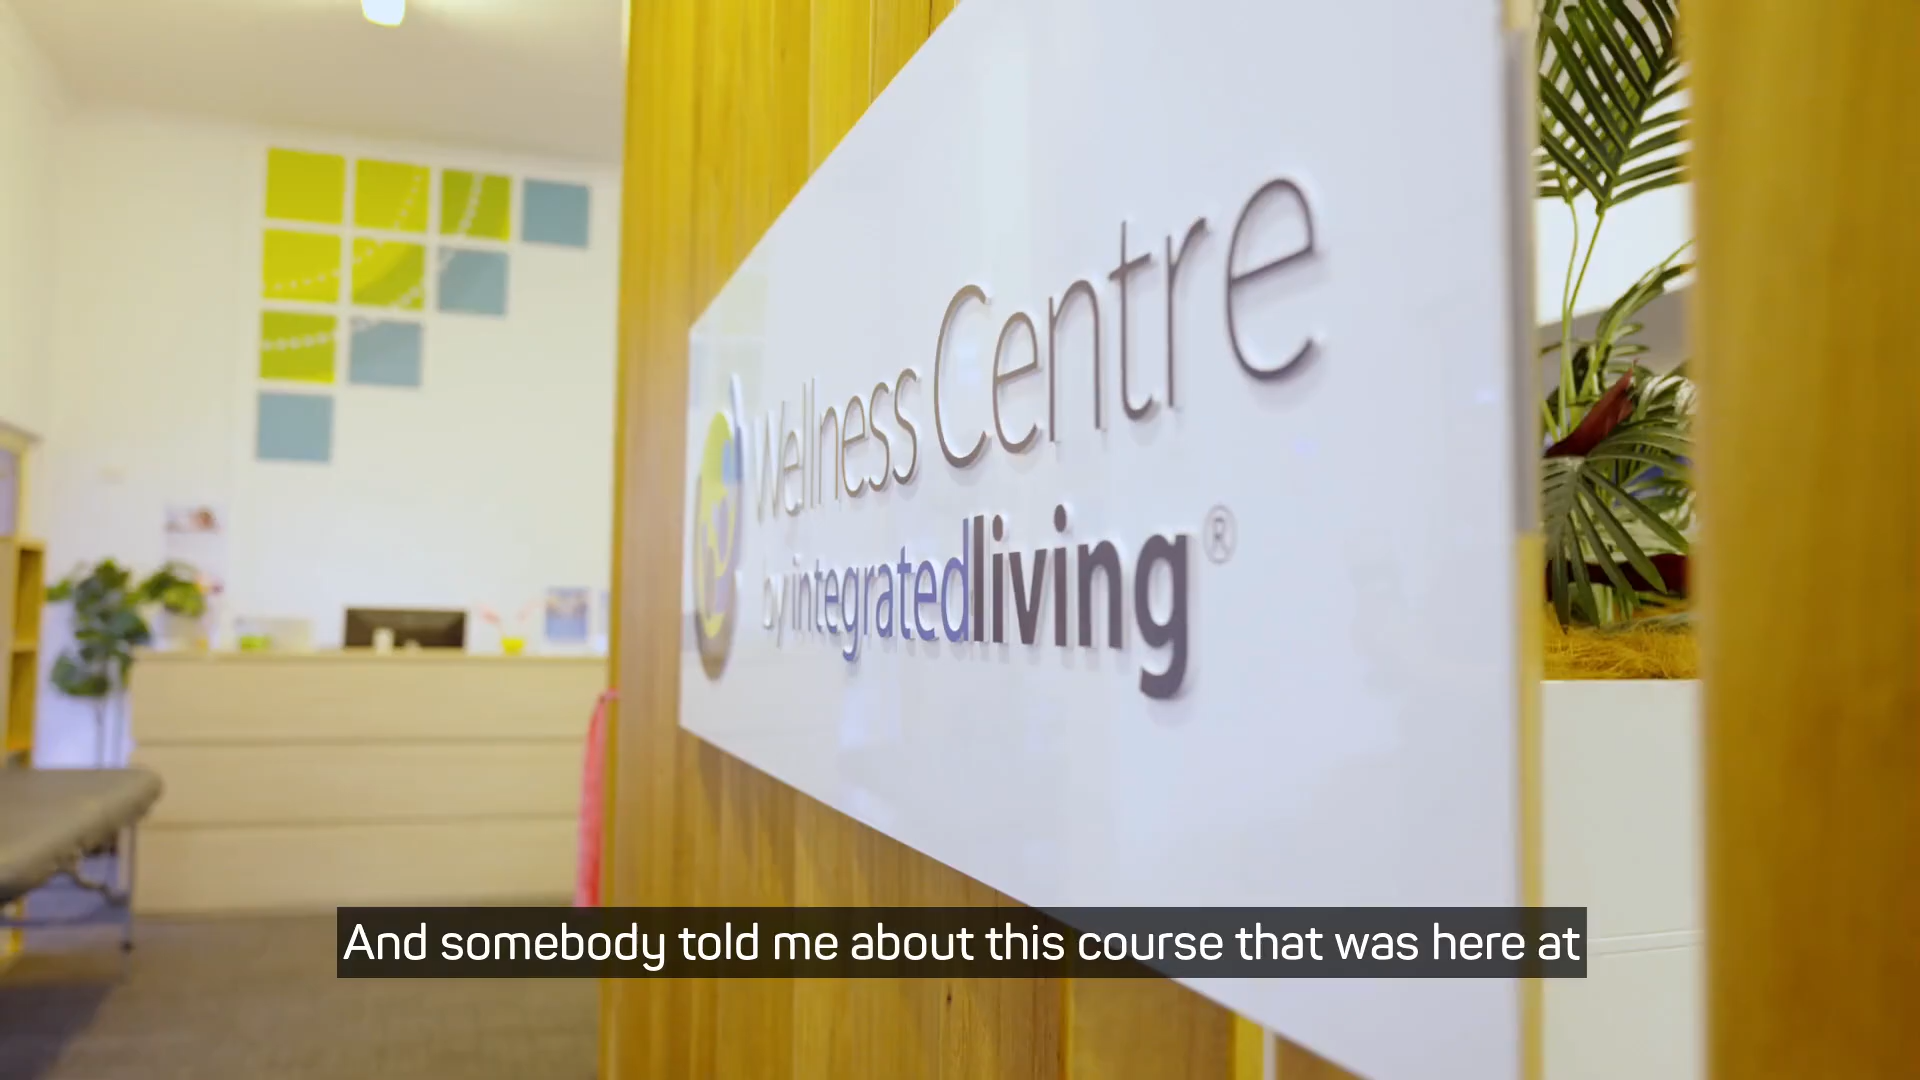 Wellness Centre
by integratedliving®
And somebody told me about this course that was here at